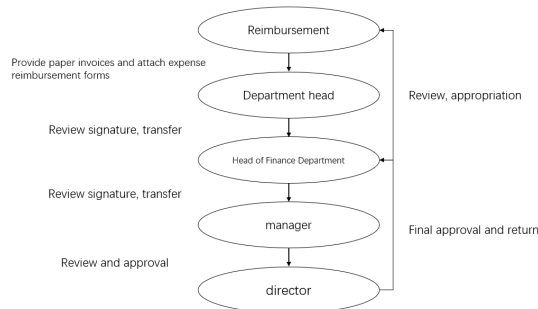 Reimbursement
Provide paper invoices and attach expense
reimbursement forms
Department head
Review, appropriation
Review signature, transfer
Head of Finance Department
Review signature, transfer
manager
Final approval and return
Review and approval
director